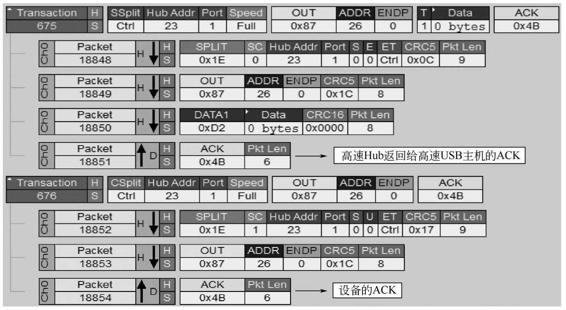 Transaction H SSplit Hub Addr Port Speed OUT ADDR ENDP T Data ACK
675 S Ctrl 23 1 Full 0x87 26 0 1 0 bytes 0x4B
Ch0 Packet H H SPLIT SC Hub Addr Port S E ET CRC5 Pkt Len
18848 S 0x1E 0 23 1 0 0 Ctrl 0x0C 9
Ch0 Packet H H OUT ADDR ENDP CRC5 Pkt Len
18849 S 0x87 26 0 0x1C 8
Ch0 Packet H H DATA1 Data CRC16 Pkt Len
18850 S 0xD2 0 bytes 0x0000 8
Ch0 Packet D H ACK Pkt Len
18851 S 0x4B 6 高速Hub返回给高速USB主机的ACK
Transaction H CSplit Hub Addr Port Speed OUT ADDR ENDP ACK
676 S Ctrl 23 1 Full 0x87 26 0 0x4B
Ch0 Packet H H SPLIT SC Hub Addr Port S U ET CRC5 Pkt Len
18852 S 0x1E 1 23 1 0 0 Ctrl 0x17 9
Ch0 Packet H H OUT ADDR ENDP CRC5 Pkt Len
18853 S 0x87 26 0 0x1C 8
Ch0 Packet D H ACK Pkt Len
18854 S 0x4B 6 设备的ACK